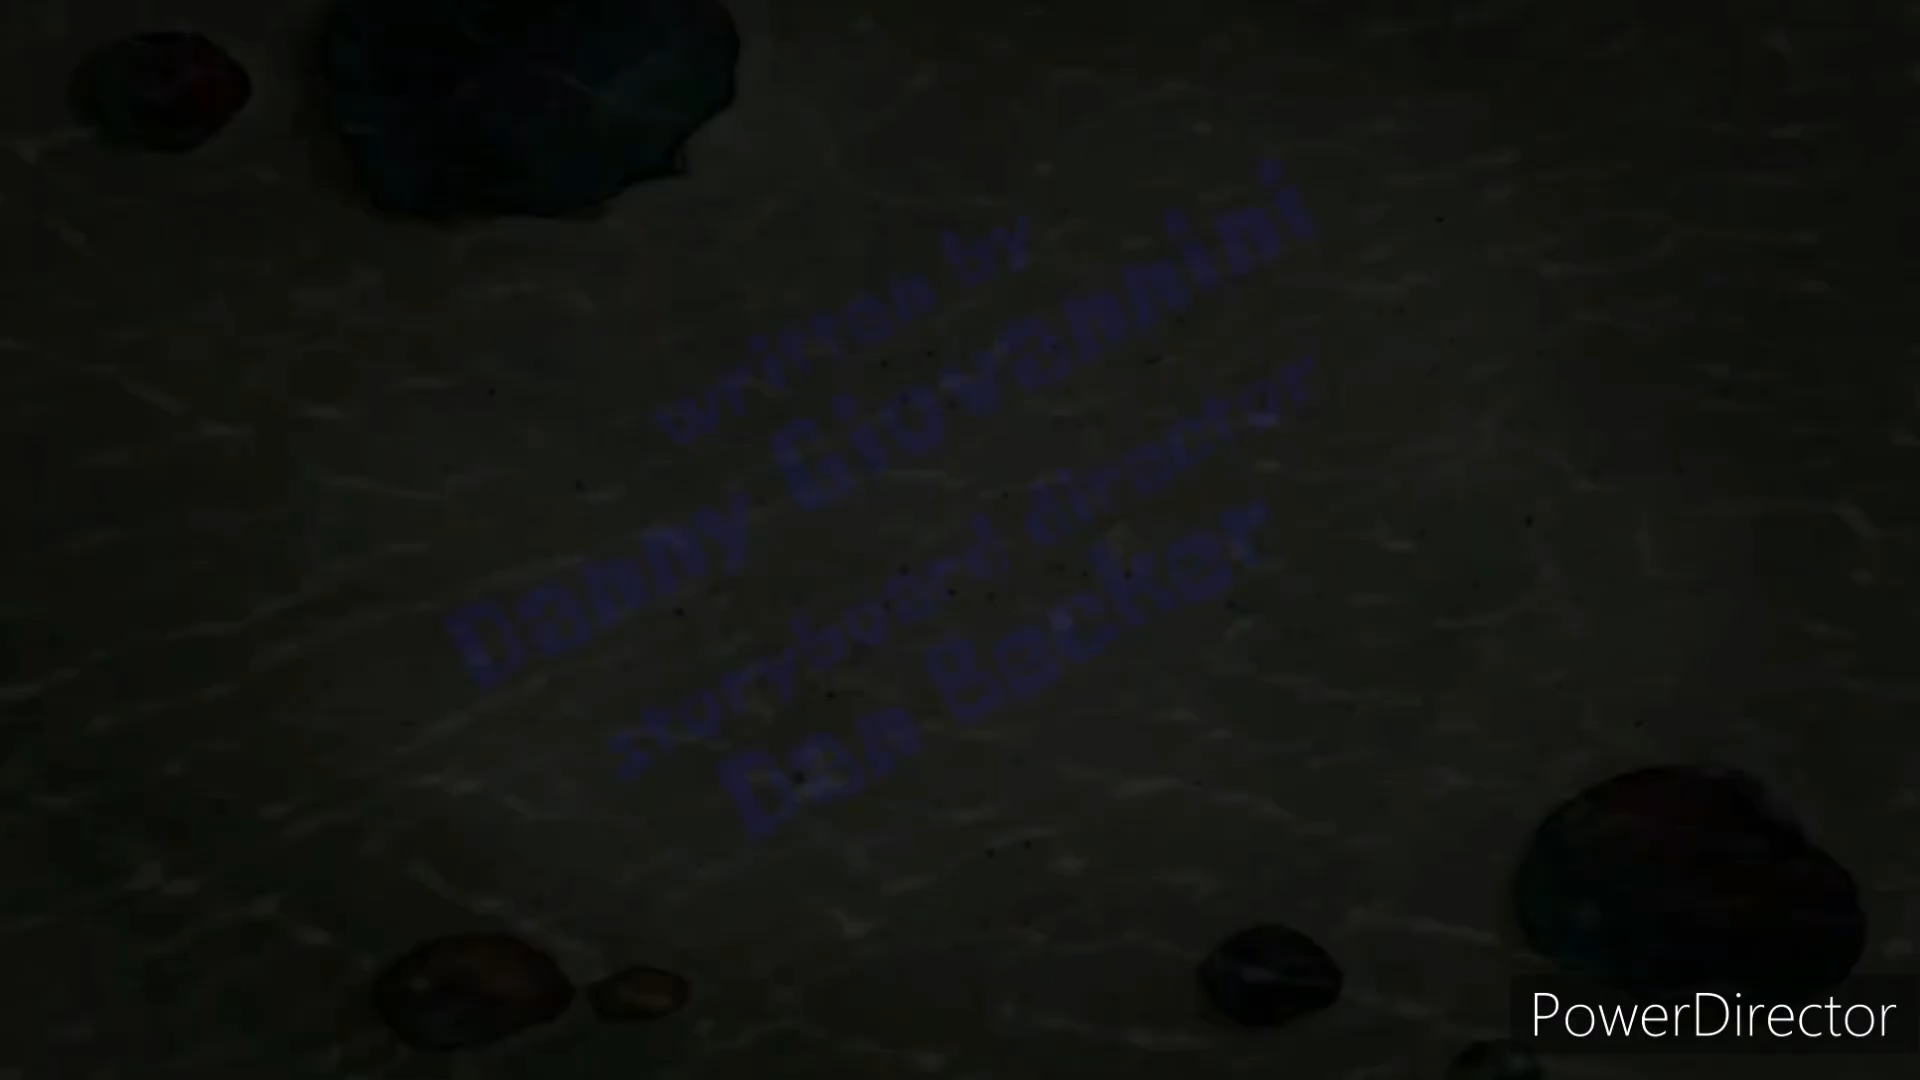 written by
Danny Giovannini
storyboard director
Dan Becker
PowerDirector